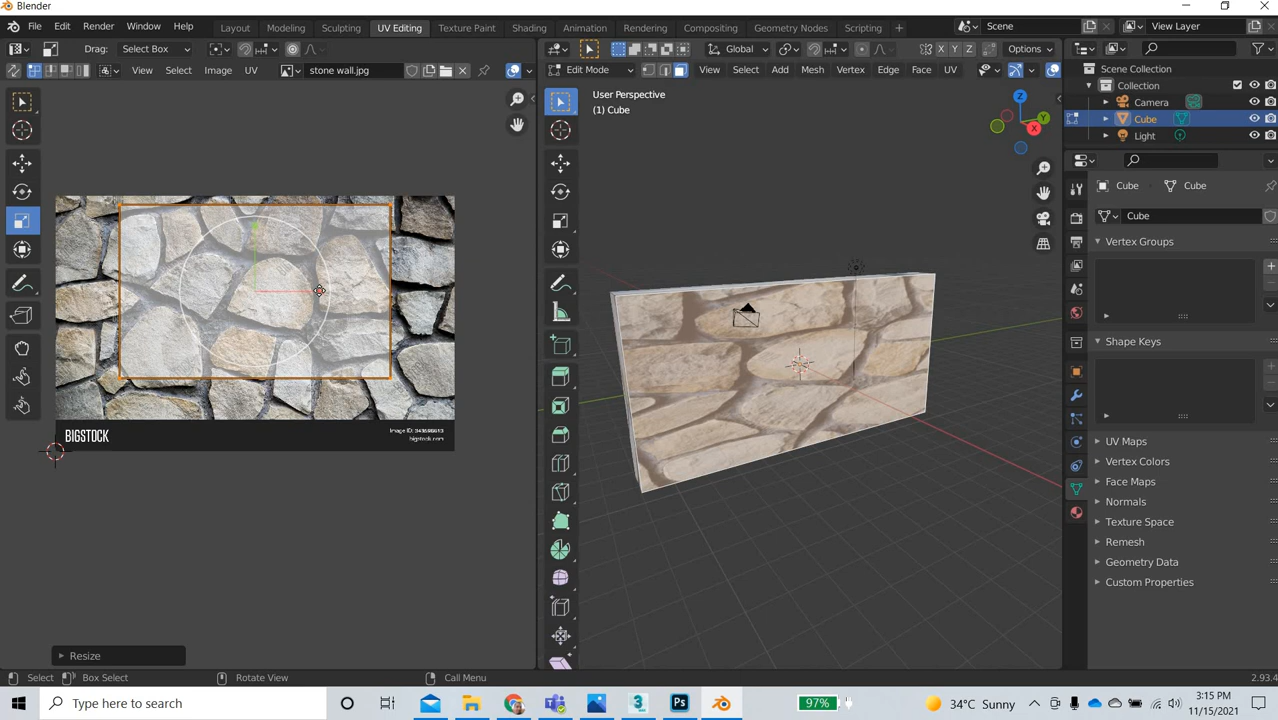 Blender
File Edit Render Window Help
Layout Modeling Sculpting UV Editing Texture Paint Shading Animation Rendering Compositing Geometry Nodes Scripting +
Scene View Layer
Drag: Select Box
Global Options
X Y Z
View Select Image UV stone wall.jpg
Edit Mode View Select Add Mesh Vertex Edge Face UV
User Perspective
(1) Cube
Z
Y
X
Scene Collection
Collection
Camera
Cube
Light
Cube Cube
Cube
Vertex Groups
Shape Keys
UV Maps
Vertex Colors
Face Maps
Normals
Texture Space
Remesh
Geometry Data
Custom Properties
BIGSTOCK
bigstock.com
Resize
Select Box Select Rotate View Call Menu 2.93.4
Type here to search
97%
34°C Sunny
3:15 PM
11/15/2021